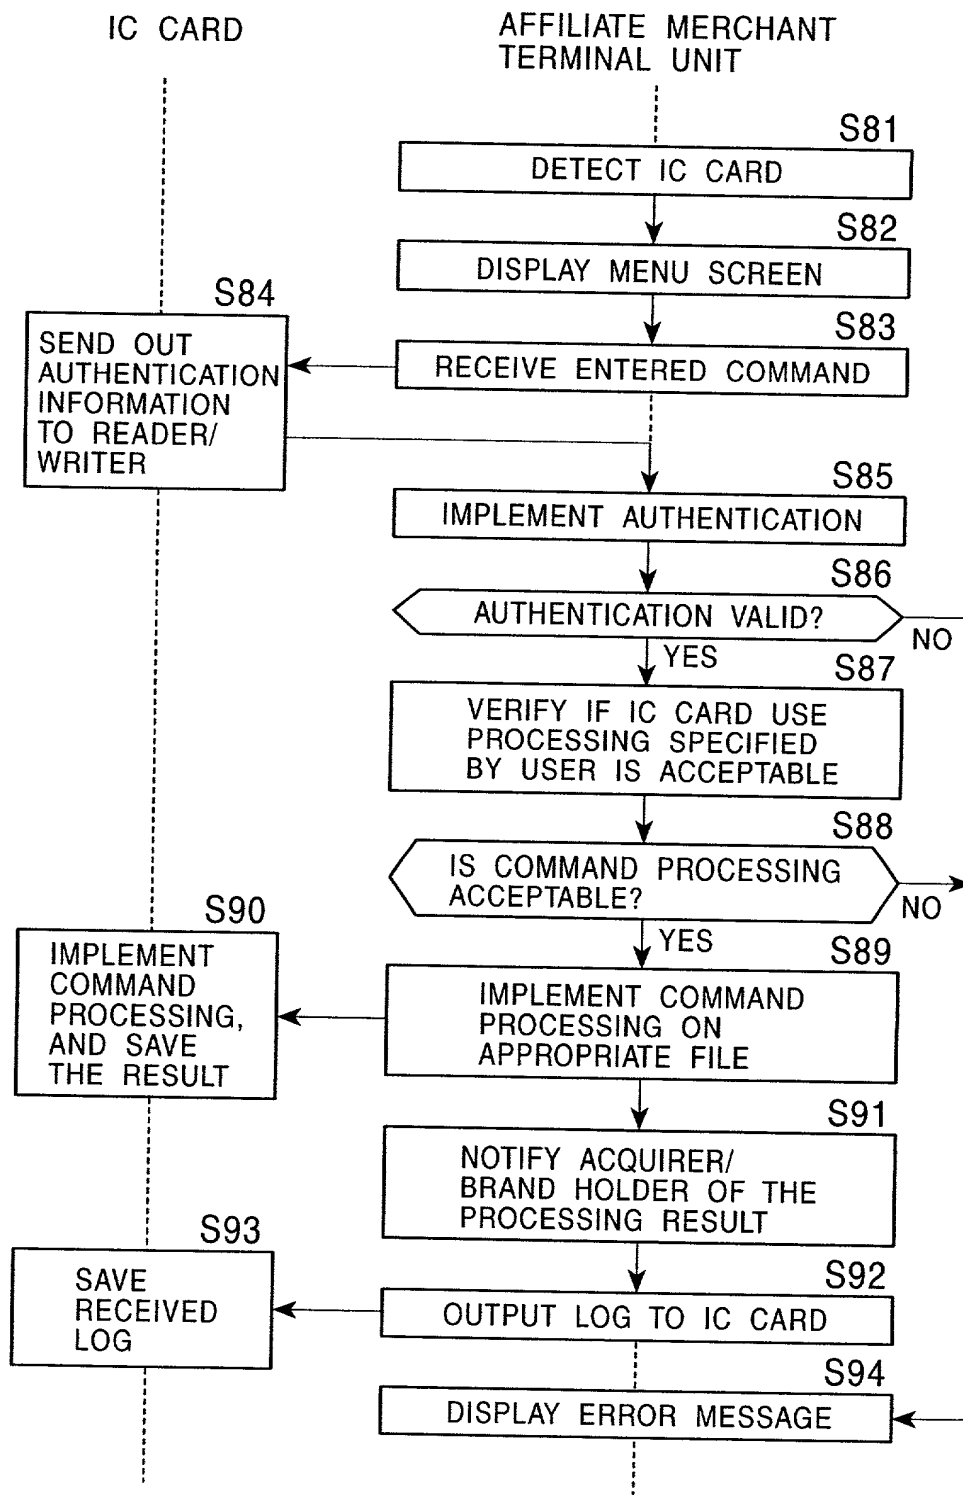 IC CARD
AFFILIATE MERCHANT
TERMINAL UNIT
S81
DETECT IC CARD
S82
DISPLAY MENU SCREEN
S83
RECEIVE ENTERED COMMAND
S84
SEND OUT
AUTHENTICATION
INFORMATION
TO READER/
WRITER
S85
IMPLEMENT AUTHENTICATION
S86
AUTHENTICATION VALID?
NO
YES
S87
VERIFY IF IC CARD USE
PROCESSING SPECIFIED
BY USER IS ACCEPTABLE
S88
IS COMMAND PROCESSING
ACCEPTABLE?
NO
YES
S89
IMPLEMENT COMMAND
PROCESSING ON
APPROPRIATE FILE
S90
IMPLEMENT
COMMAND
PROCESSING,
AND SAVE
THE RESULT
S91
NOTIFY ACQUIRER/
BRAND HOLDER OF THE
PROCESSING RESULT
S92
OUTPUT LOG TO IC CARD
S93
SAVE
RECEIVED
LOG
S94
DISPLAY ERROR MESSAGE